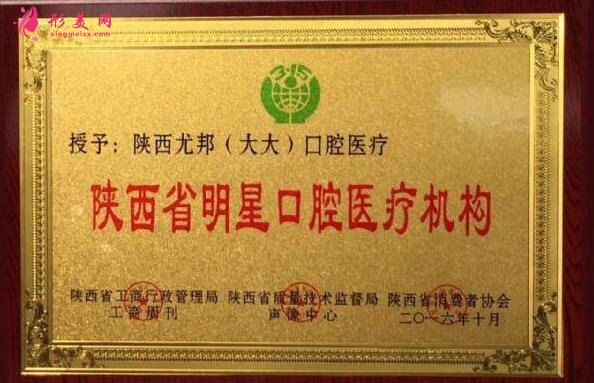 形美网
xingmeizx.com
3·15
授予：陕西尤邦（大大）口腔医疗
陕西省明星口腔医疗机构
陕西省工商行政管理局 陕西省质量技术监督局 陕西省消费者协会
工商周刊 声像中心 二〇一六年十月